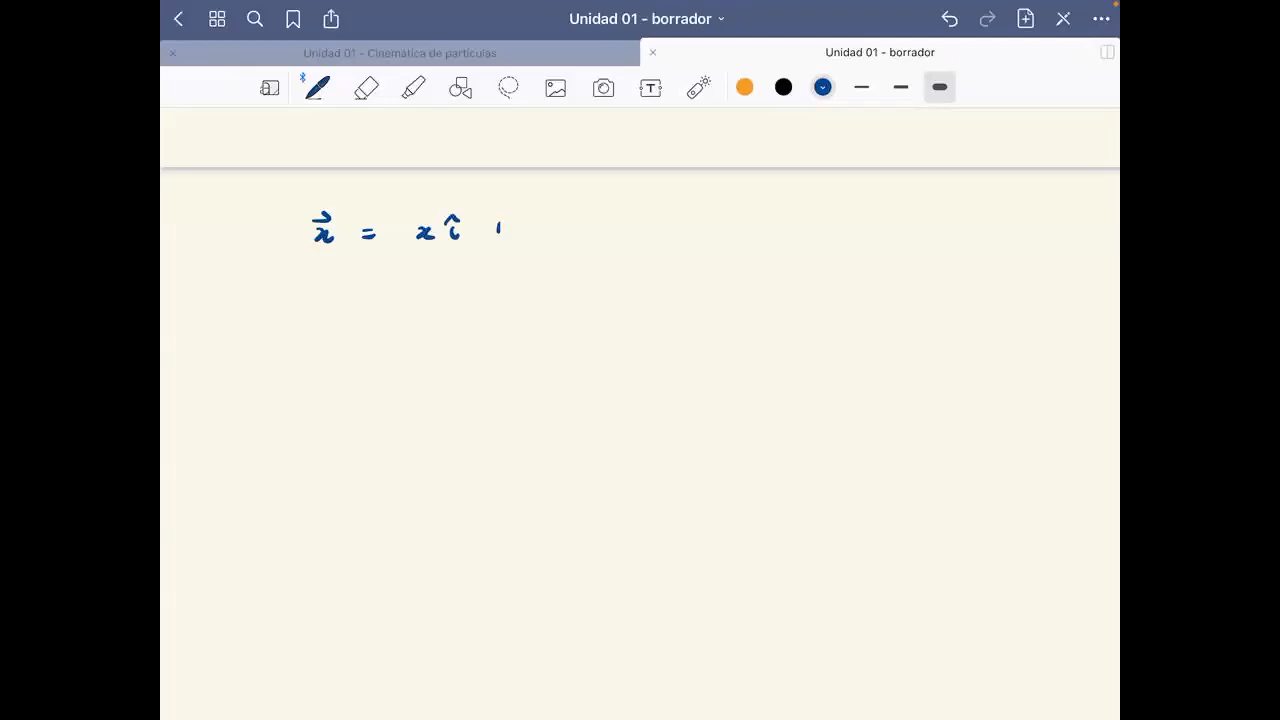 Unidad 01 - borrador
Unidad 01 - Cinemática de partículas
Unidad 01 - borrador
T
x⃗ = x î